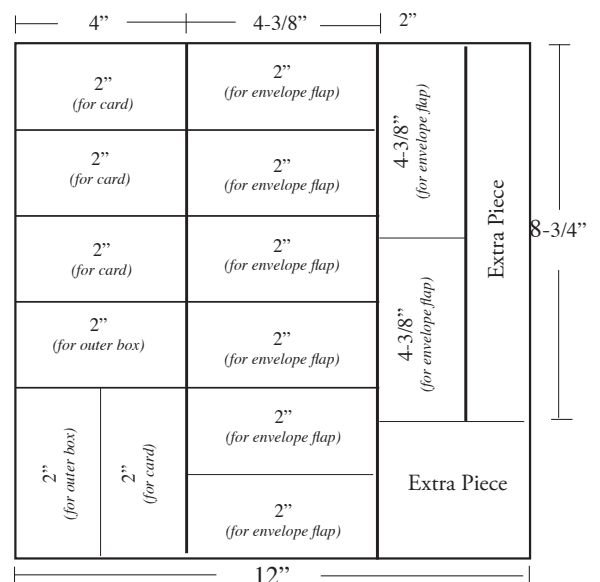 4”
4-3/8”
2”
2”
(for card)
2”
(for card)
2”
(for card)
2”
(for outer box)
2”
(for outer box)
2”
(for card)
2”
(for envelope flap)
2”
(for envelope flap)
2”
(for envelope flap)
2”
(for envelope flap)
2”
(for envelope flap)
2”
(for envelope flap)
4-3/8”
(for envelope flap)
4-3/8”
(for envelope flap)
Extra Piece
8-3/4”
Extra Piece
12”